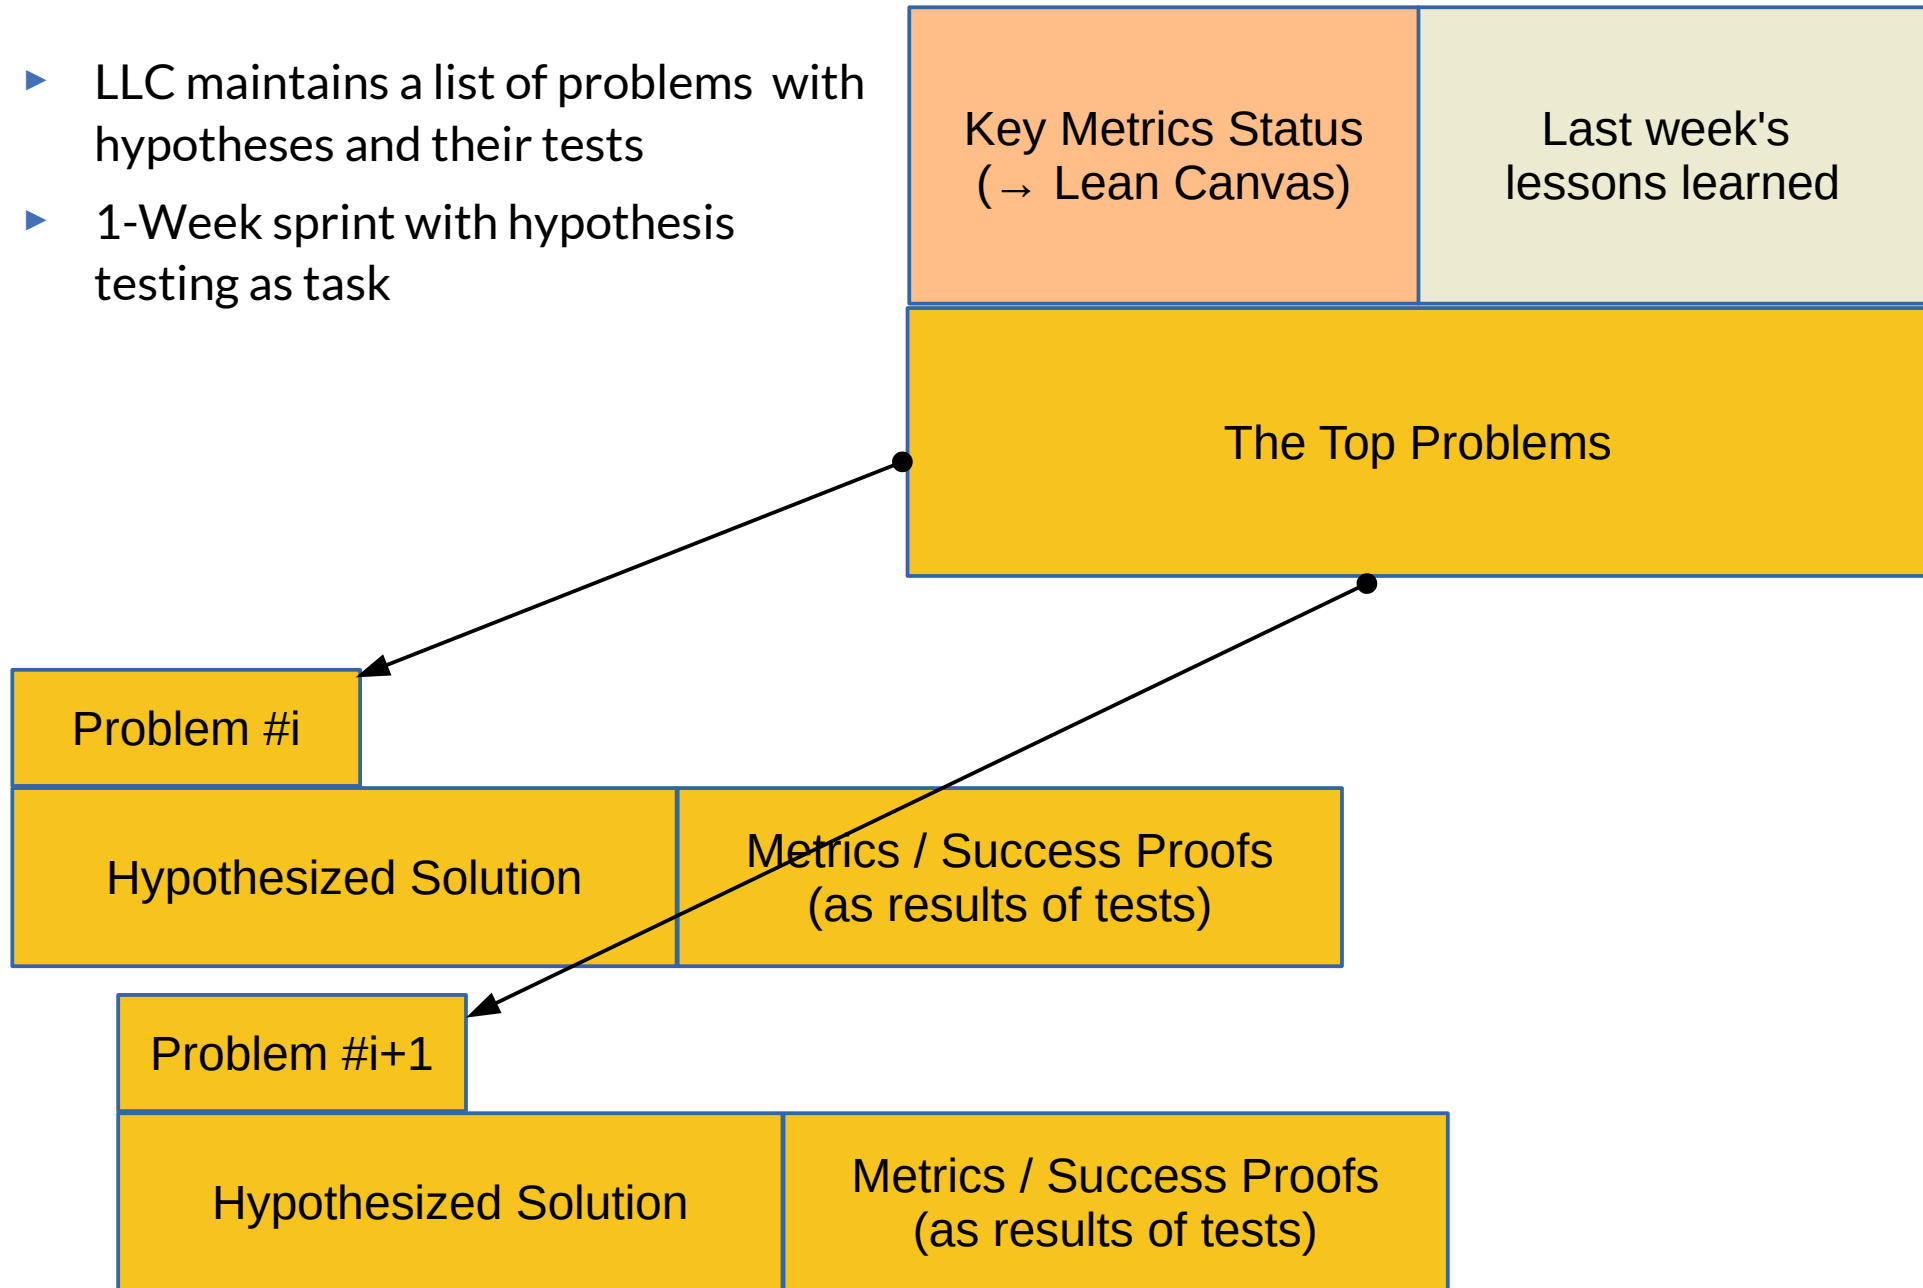 ► LLC maintains a list of problems with
hypotheses and their tests
► 1-Week sprint with hypothesis
testing as task
Key Metrics Status
(→ Lean Canvas)
Last week's
lessons learned
The Top Problems
Problem #i
Hypothesized Solution
Metrics / Success Proofs
(as results of tests)
Problem #i+1
Hypothesized Solution
Metrics / Success Proofs
(as results of tests)